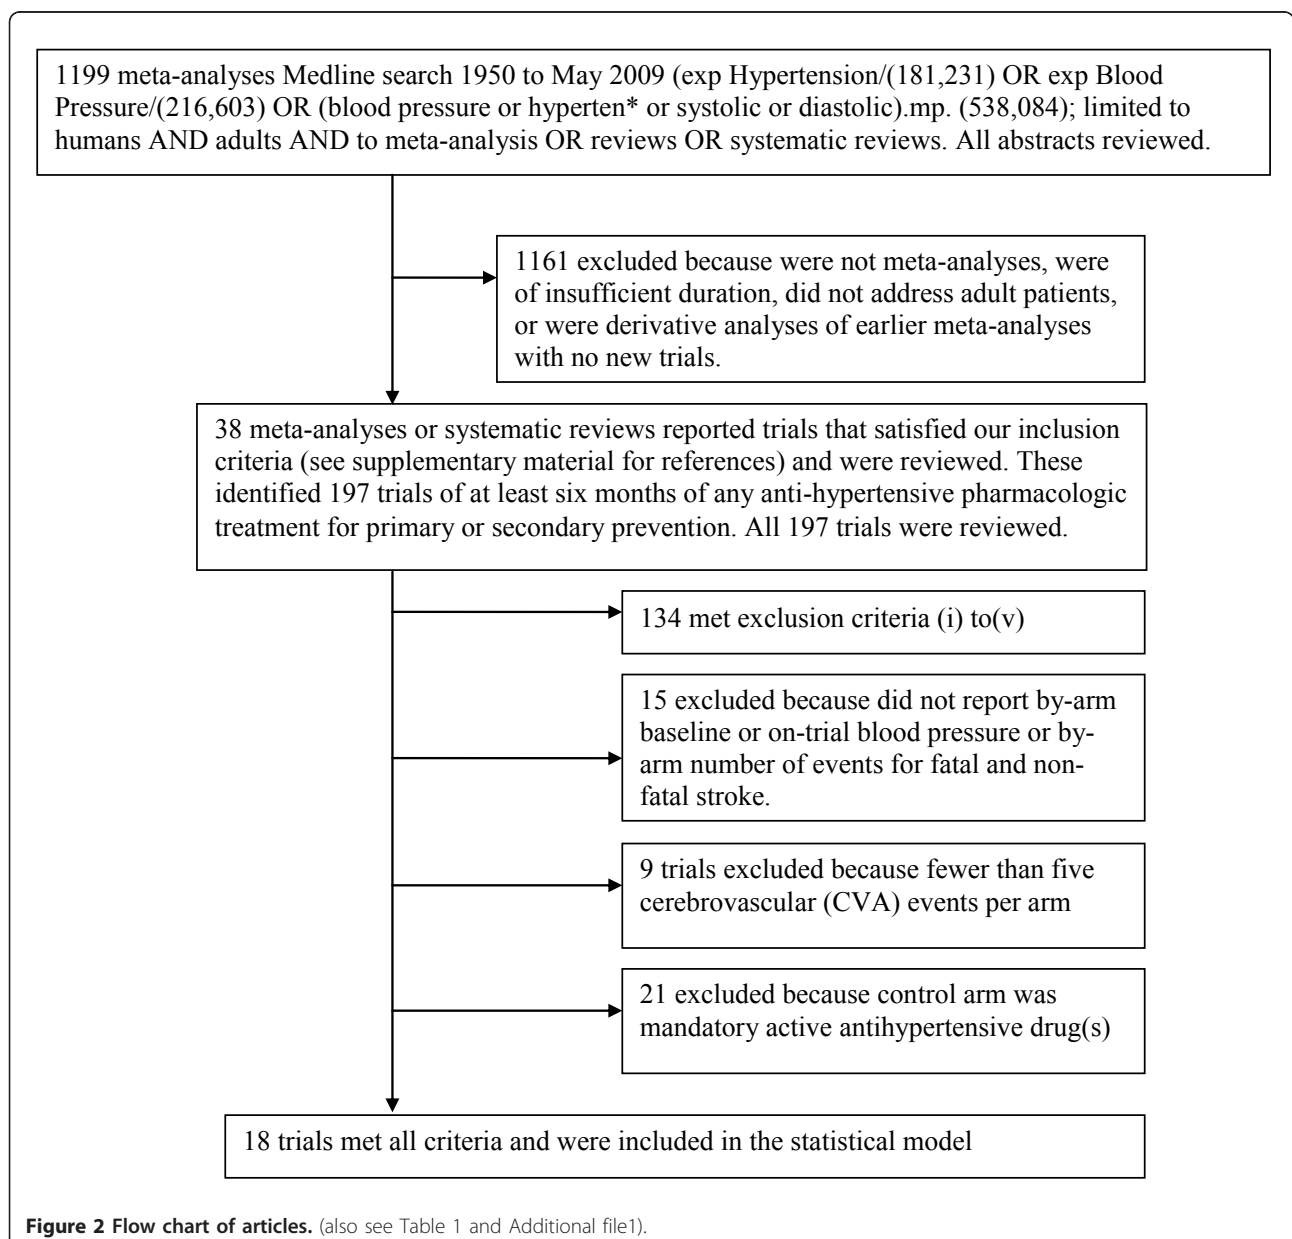 1199 meta-analyses Medline search 1950 to May 2009 (exp Hypertension/(181,231) OR exp Blood
Pressure/(216,603) OR (blood pressure or hyperten* or systolic or diastolic).mp. (538,084); limited to
humans AND adults AND to meta-analysis OR reviews OR systematic reviews. All abstracts reviewed.
1161 excluded because were not meta-analyses, were
of insufficient duration, did not address adult patients,
or were derivative analyses of earlier meta-analyses
with no new trials.
38 meta-analyses or systematic reviews reported trials that satisfied our inclusion
criteria (see supplementary material for references) and were reviewed. These
identified 197 trials of at least six months of any anti-hypertensive pharmacologic
treatment for primary or secondary prevention. All 197 trials were reviewed.
134 met exclusion criteria (i) to(v)
15 excluded because did not report by-arm
baseline or on-trial blood pressure or by-
arm number of events for fatal and non-
fatal stroke.
9 trials excluded because fewer than five
cerebrovascular (CVA) events per arm
21 excluded because control arm was
mandatory active antihypertensive drug(s)
18 trials met all criteria and were included in the statistical model
Figure 2 Flow chart of articles. (also see Table 1 and Additional file1).